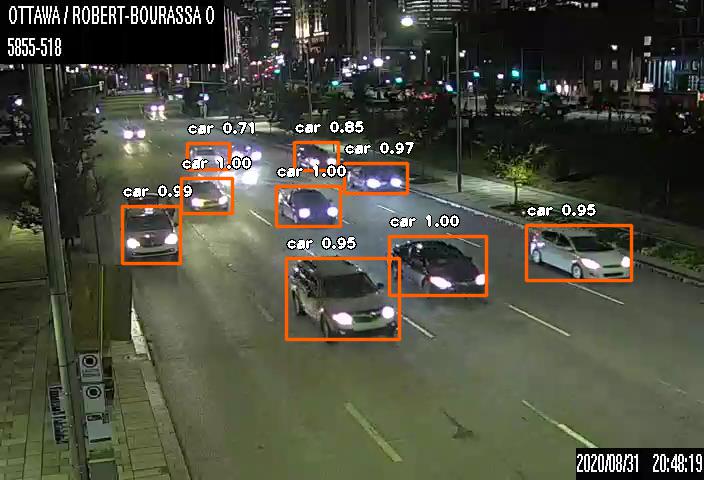 OTTAWA / ROBERT-BOURASSA O
5855-518
car 0.71
car 0.85
car 0.97
car 1.00
car 1.00
car 0.99
car 1.00
car 0.95
car 0.95
2020/08/31 20:48:19